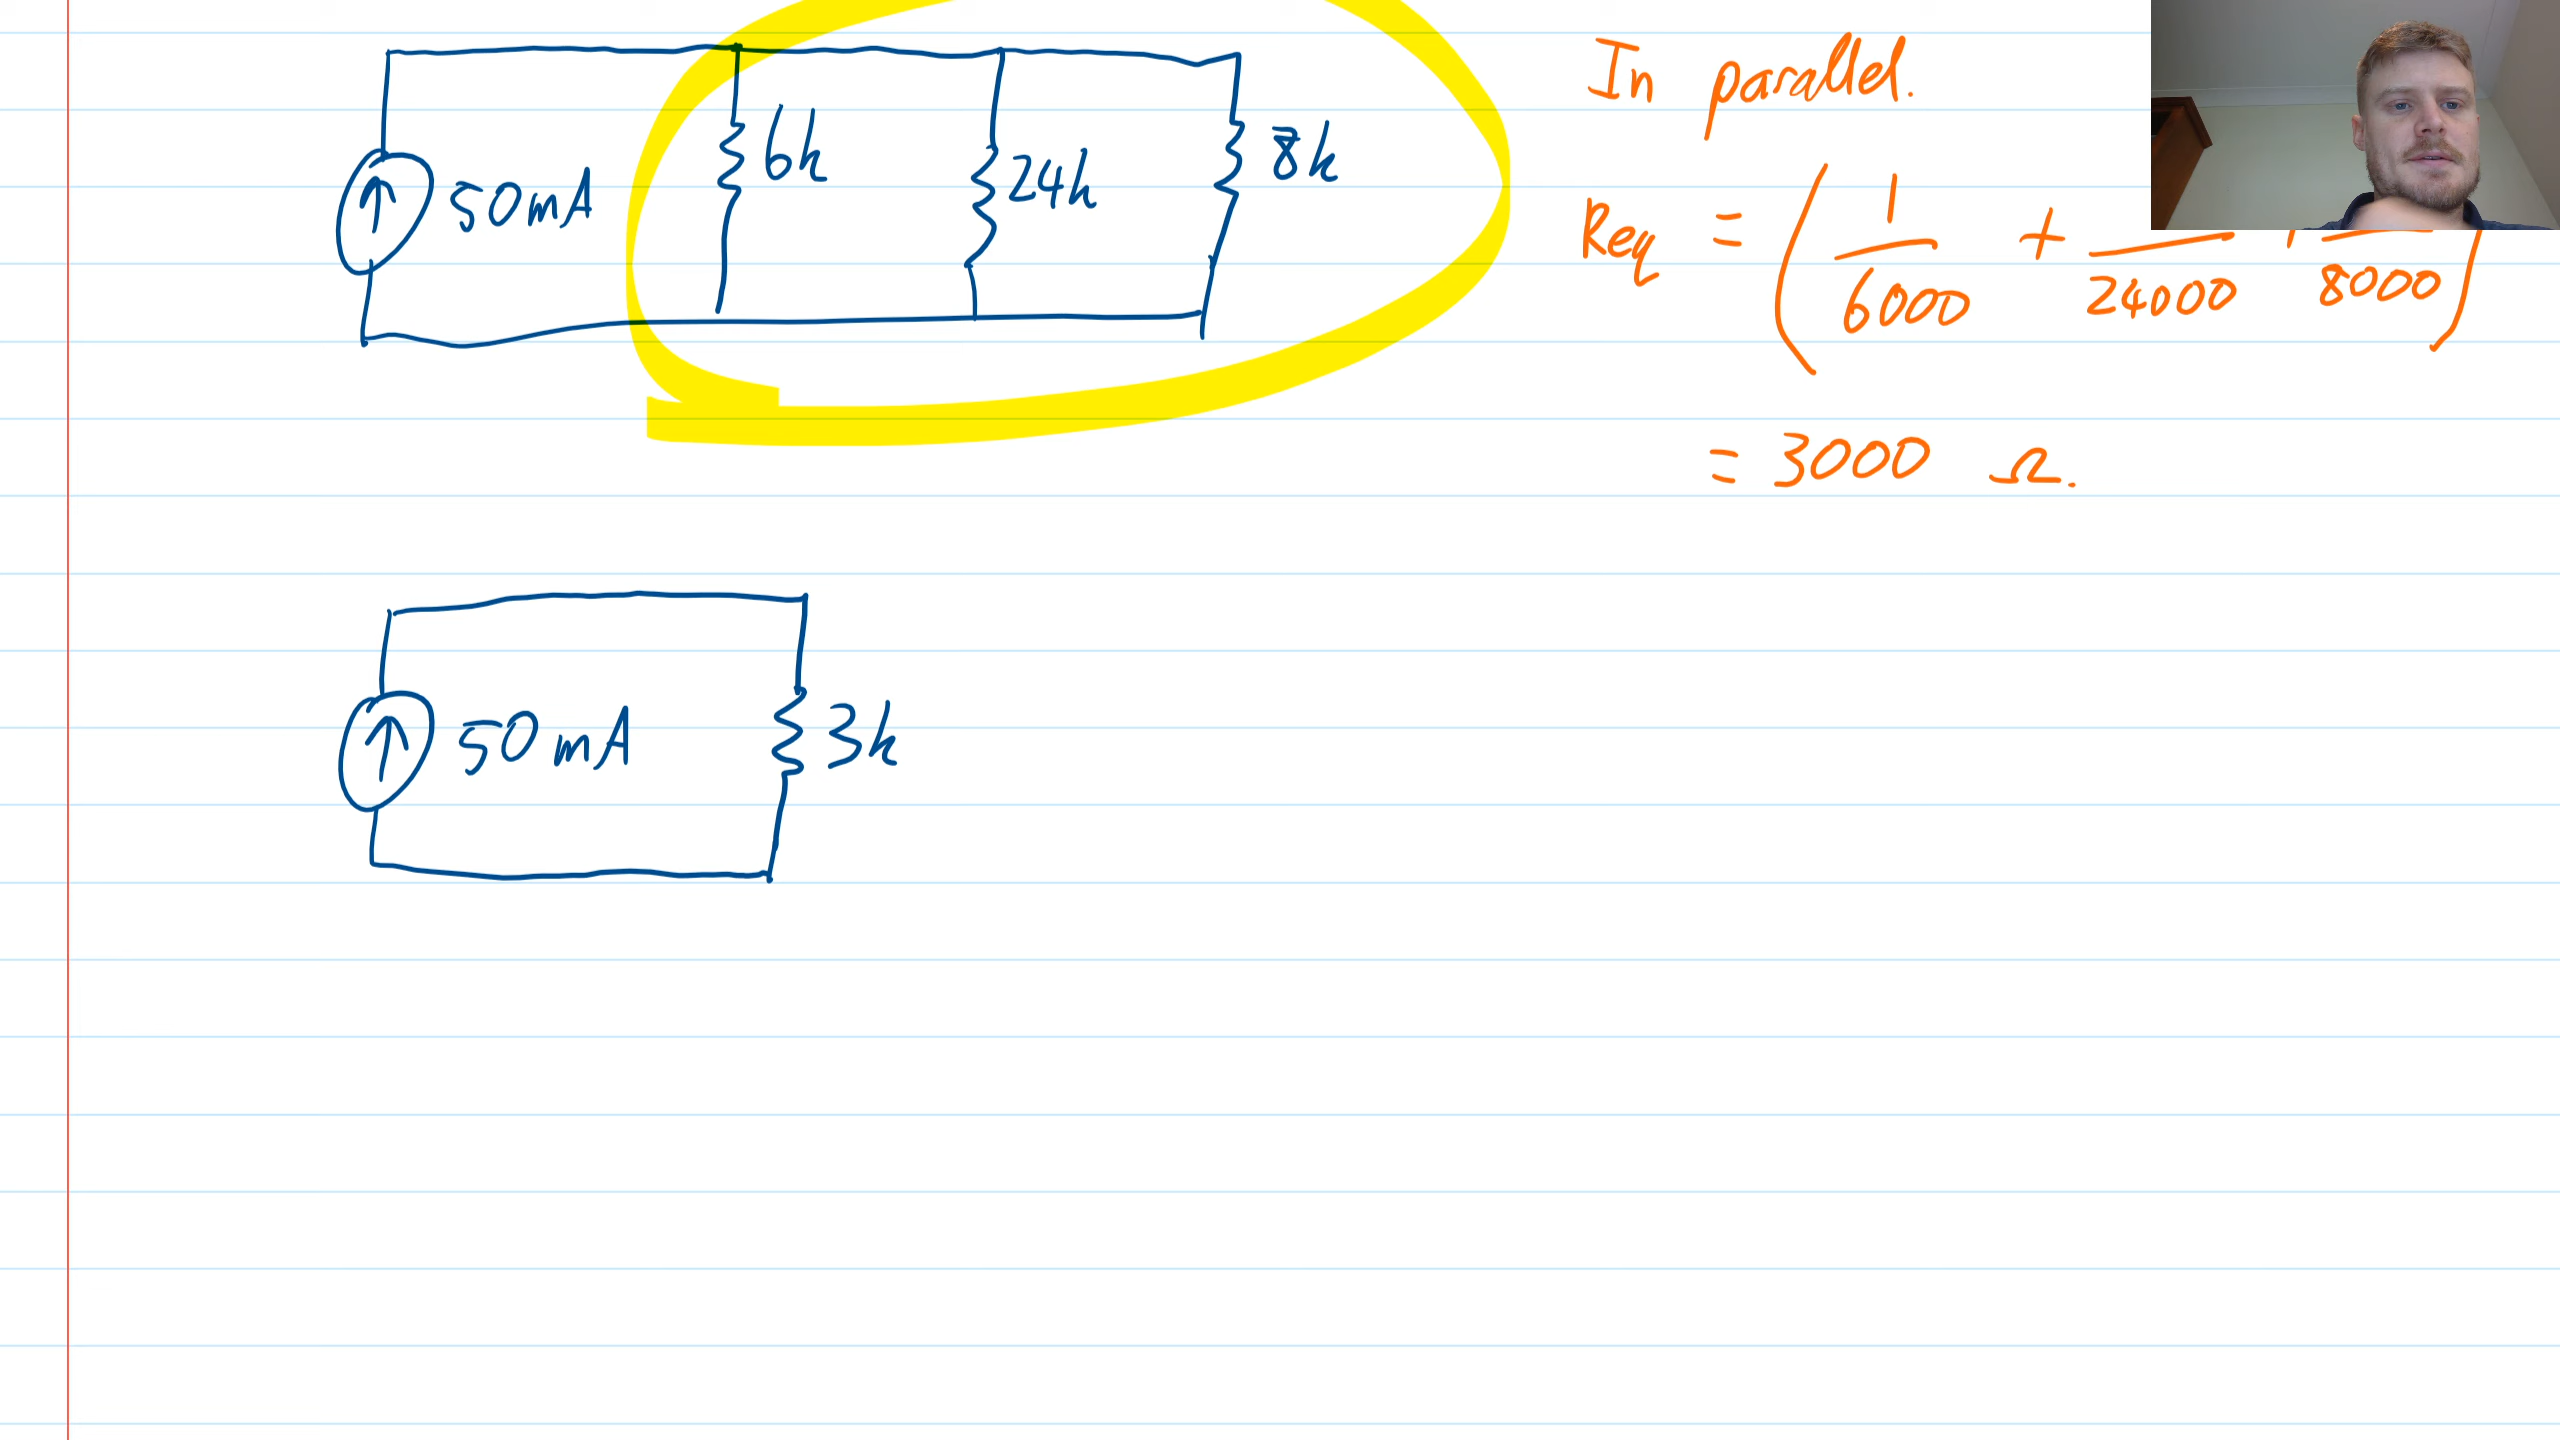 50mA
6k
24k
8k
In parallel.
Req = ( 1/6000 + /24000 /8000 )
= 3000 Ω.
50mA
3k